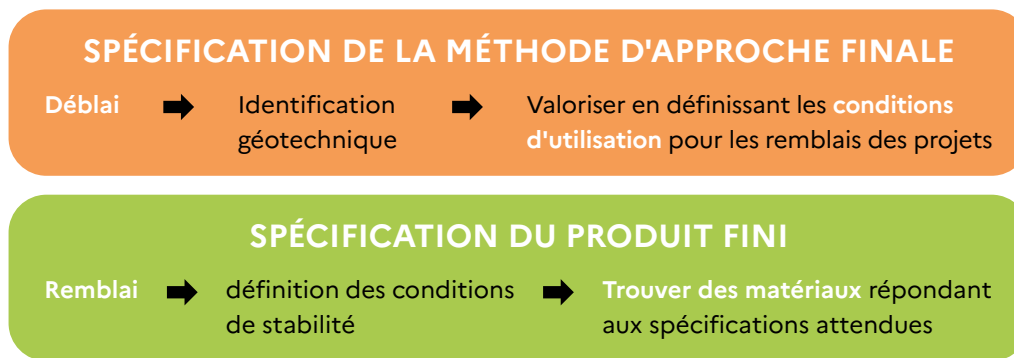 SPÉCIFICATION DE LA MÉTHODE D'APPROCHE FINALE
Déblai
Identification
géotechnique
Valoriser en définissant les conditions
d'utilisation pour les remblais des projets
SPÉCIFICATION DU PRODUIT FINI
Remblai
définition des conditions
de stabilité
Trouver des matériaux répondant
aux spécifications attendues